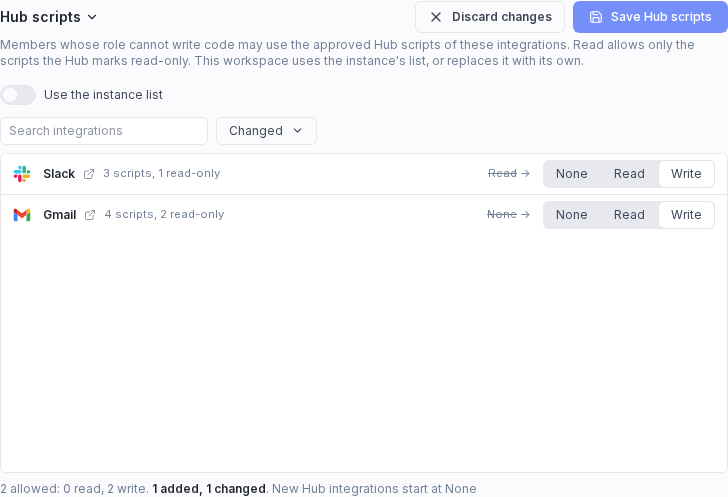 Hub scripts
Discard changes
Save Hub scripts
Members whose role cannot write code may use the approved Hub scripts of these integrations. Read allows only the
scripts the Hub marks read-only. This workspace uses the instance's list, or replaces it with its own.
Use the instance list
Search integrations
Changed
Slack 3 scripts, 1 read-only Read → None Read Write
Gmail 4 scripts, 2 read-only None → None Read Write
2 allowed: 0 read, 2 write. 1 added, 1 changed. New Hub integrations start at None